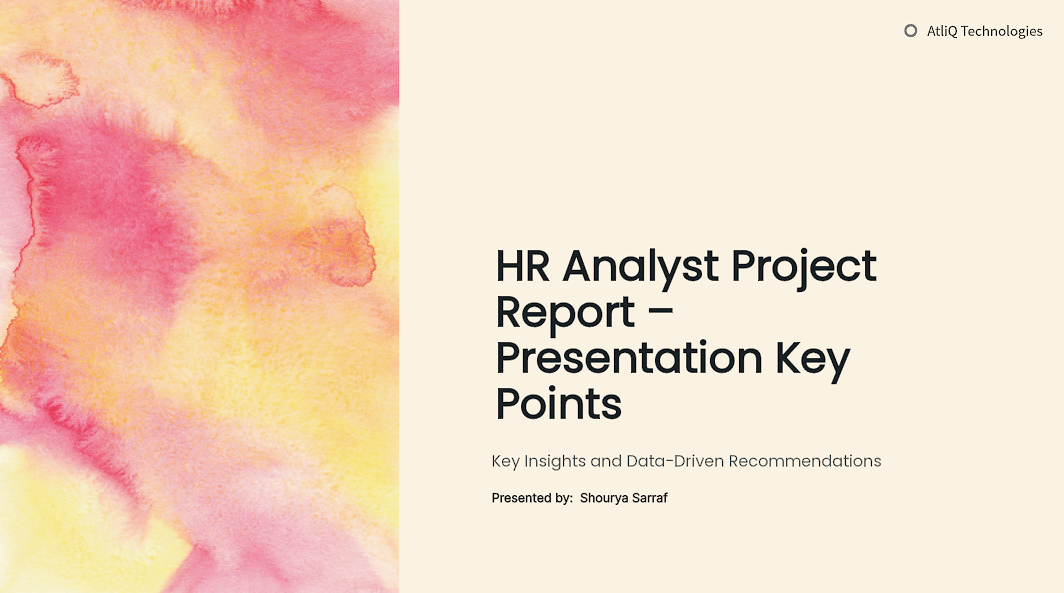 AtliQ Technologies
HR Analyst Project
Report –
Presentation Key
Points
Key Insights and Data-Driven Recommendations
Presented by: Shourya Sarraf